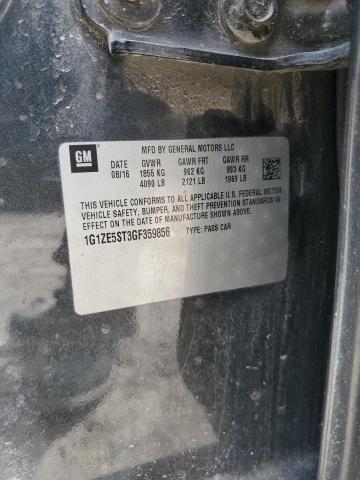 GM
MFD BY GENERAL MOTORS LLC
DATE GVWR GAWR FRT GAWR RR
08/16 1855 KG 962 KG 893 KG
4090 LB 2121 LB 1969 LB
THIS VEHICLE CONFORMS TO ALL APPLICABLE U.S. FEDERAL MOTOR
VEHICLE SAFETY, BUMPER, AND THEFT PREVENTION STANDARDS IN
EFFECT ON THE DATE OF MANUFACTURE SHOWN ABOVE.
1G1ZE5ST3GF359856 TYPE: PASS CAR